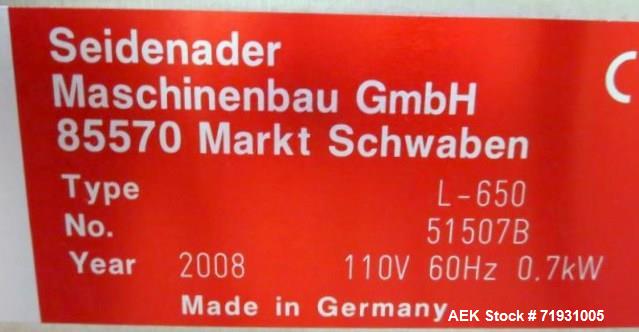 Seidenader
Maschinenbau GmbH
85570 Markt Schwaben
Type L-650
No. 51507B
Year 2008 110V 60Hz 0.7kW
Made in Germany
AEK Stock # 71931005